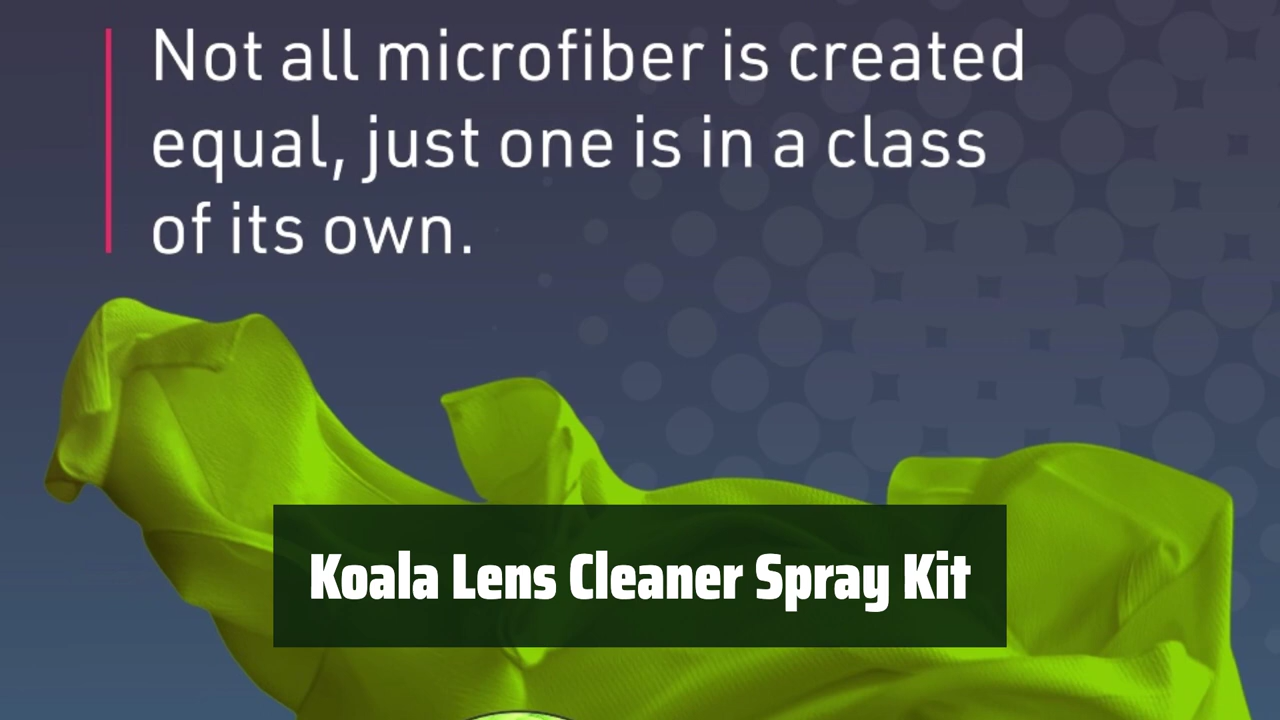 Not all microfiber is created
equal, just one is in a class
of its own.
Koala Lens Cleaner Spray Kit